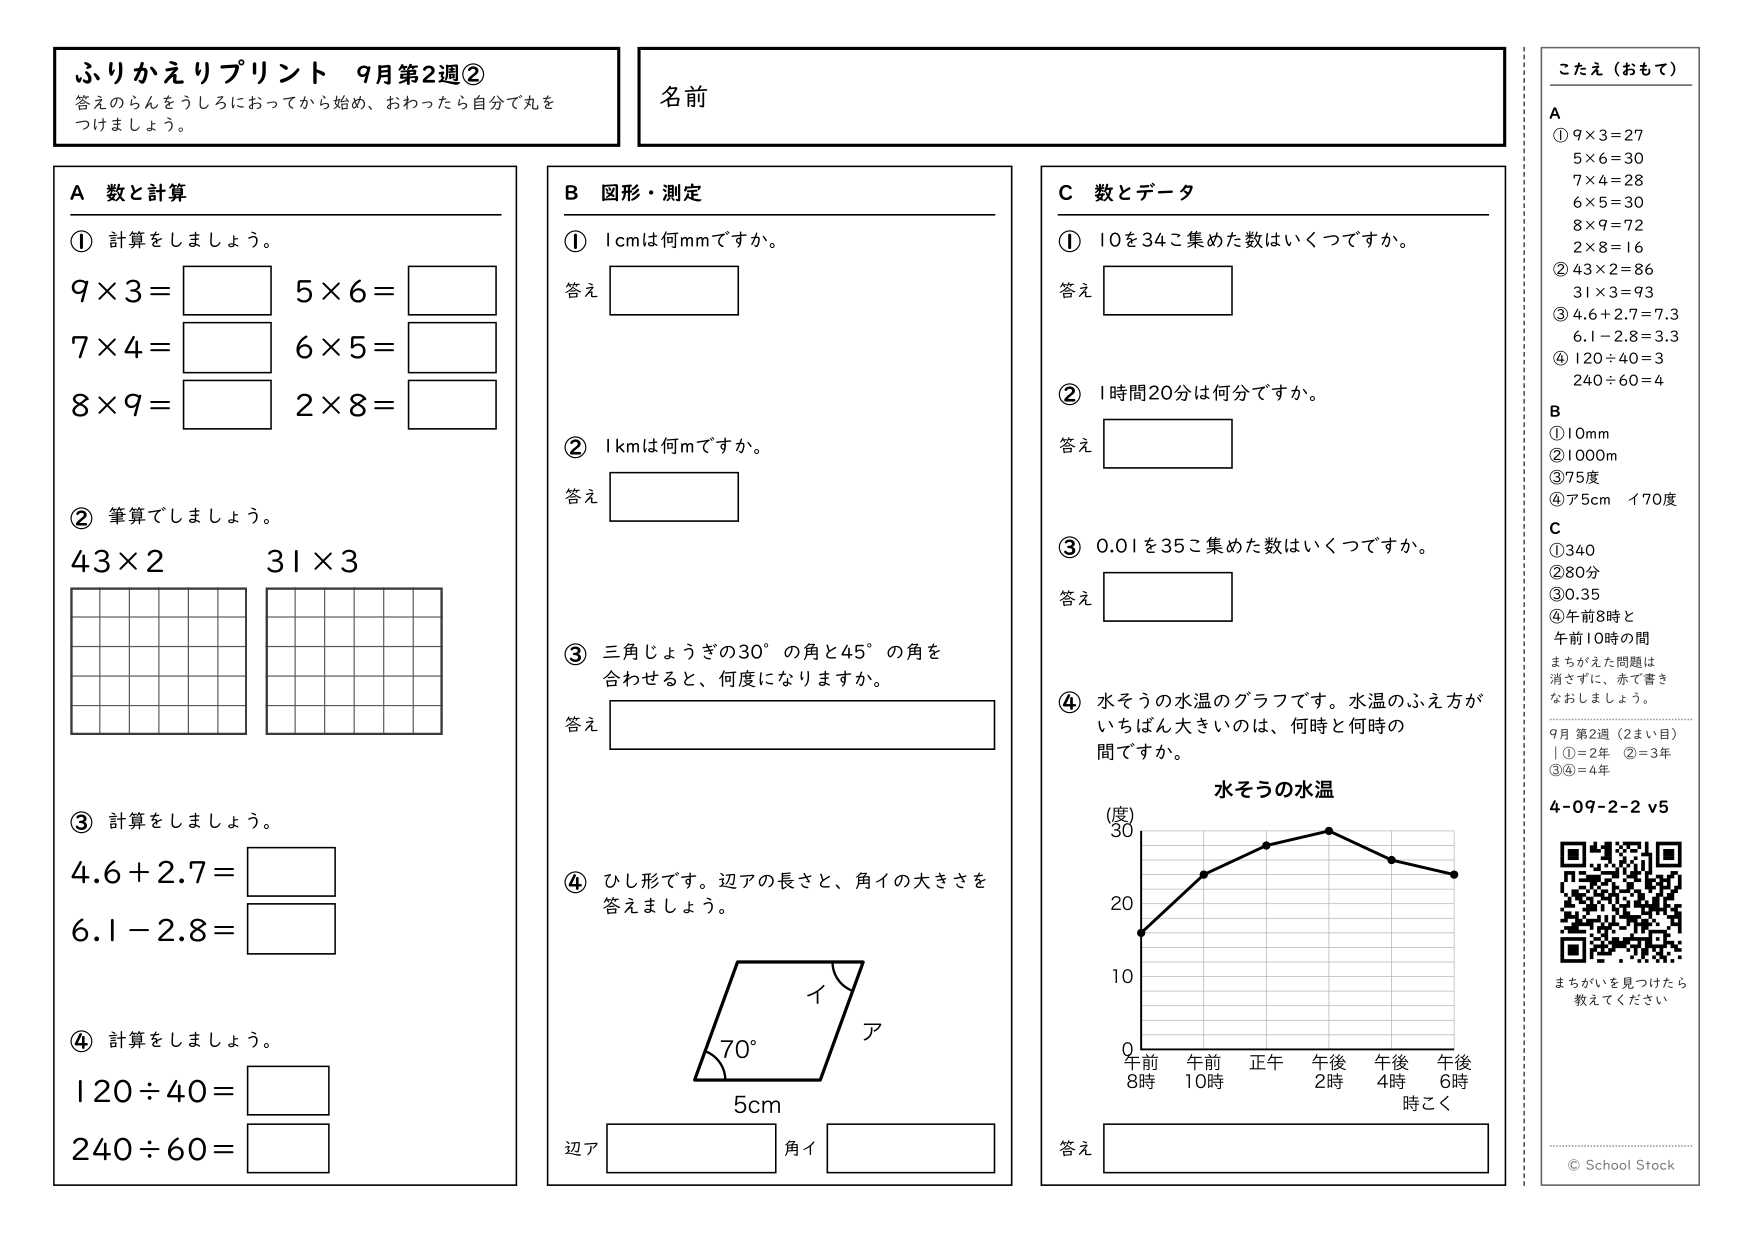 ふりかえりプリント　9月第2週②
答えのらんをうしろにおってから始め、おわったら自分で丸を
つけましょう。
名前
A　数と計算
① 計算をしましょう。
9×3＝ 5×6＝
7×4＝ 6×5＝
8×9＝ 2×8＝
② 筆算でしましょう。
43×2 31×3
③ 計算をしましょう。
4.6＋2.7＝
6.1－2.8＝
④ 計算をしましょう。
120÷40＝
240÷60＝
B　図形・測定
① 1cmは何mmですか。
答え
② 1kmは何mですか。
答え
③ 三角じょうぎの30°の角と45°の角を
合わせると、何度になりますか。
答え
④ ひし形です。辺アの長さと、角イの大きさを
答えましょう。
イ
ア
70°
5cm
辺ア 角イ
C　数とデータ
① 10を34こ集めた数はいくつですか。
答え
② 1時間20分は何分ですか。
答え
③ 0.01を35こ集めた数はいくつですか。
答え
④ 水そうの水温のグラフです。水温のふえ方が
いちばん大きいのは、何時と何時の
間ですか。
水そうの水温
(度)
30
20
10
0
午前 午前 正午 午後 午後 午後
8時 10時 2時 4時 6時
時こく
答え
こたえ（おもて）
A
① 9×3＝27
5×6＝30
7×4＝28
6×5＝30
8×9＝72
2×8＝16
② 43×2＝86
31×3＝93
③ 4.6＋2.7＝7.3
6.1－2.8＝3.3
④ 120÷40＝3
240÷60＝4
B
①10mm
②1000m
③75度
④ア5cm　イ70度
C
①340
②80分
③0.35
④午前8時と
午前10時の間
まちがえた問題は
消さずに、赤で書き
なおしましょう。
9月 第2週（2まい目）
｜①＝2年　②＝3年
③④＝4年
4-09-2-2 v5
まちがいを見つけたら
教えてください
© School Stock